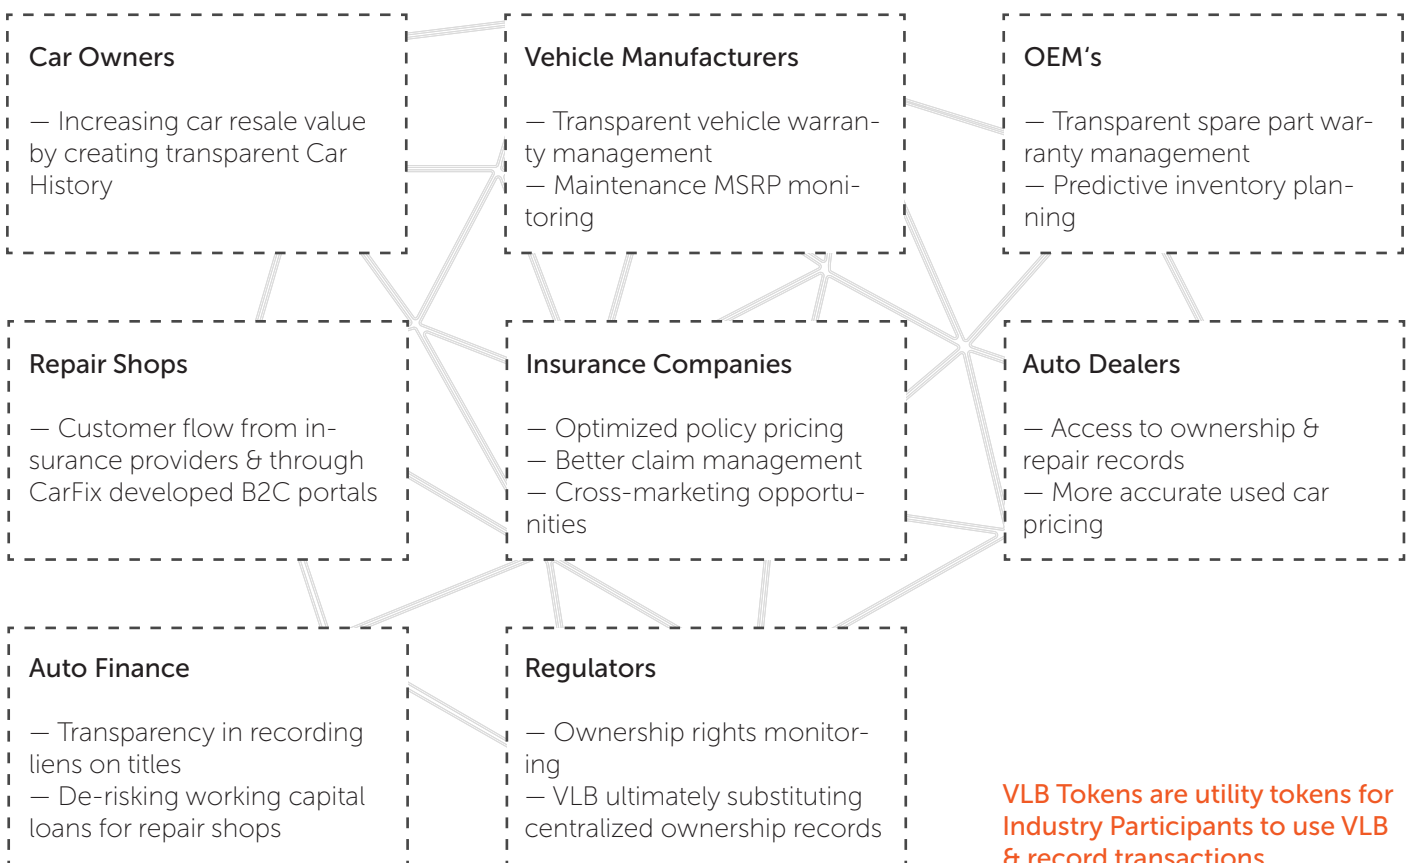 Car Owners
— Increasing car resale value
by creating transparent Car
History
Vehicle Manufacturers
— Transparent vehicle warran-
ty management
— Maintenance MSRP moni-
toring
OEM‘s
— Transparent spare part war-
ranty management
— Predictive inventory plan-
ning
Repair Shops
— Customer flow from in-
surance providers & through
CarFix developed B2C portals
Insurance Companies
— Optimized policy pricing
— Better claim management
— Cross-marketing opportu-
nities
Auto Dealers
— Access to ownership &
repair records
— More accurate used car
pricing
Auto Finance
— Transparency in recording
liens on titles
— De-risking working capital
loans for repair shops
Regulators
— Ownership rights monitor-
ing
— VLB ultimately substituting
centralized ownership records
VLB Tokens are utility tokens for
Industry Participants to use VLB
& record transactions